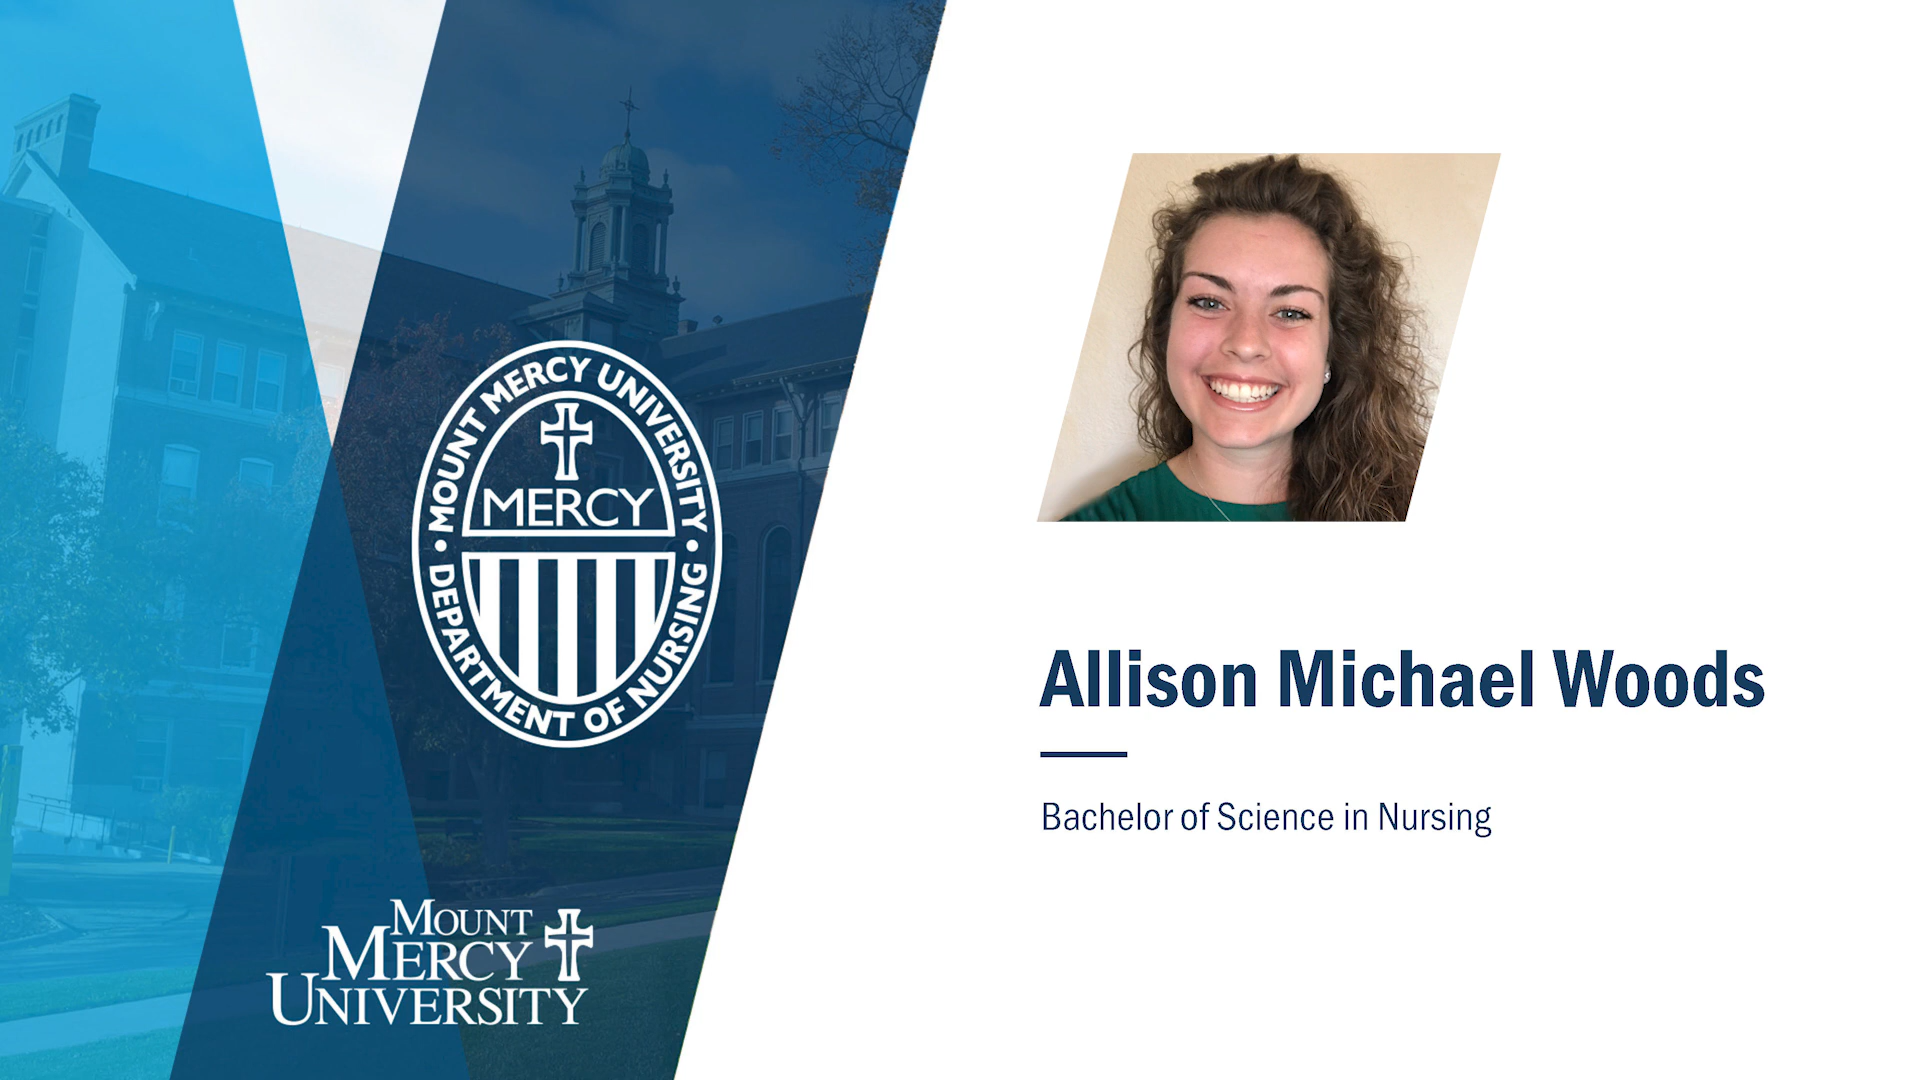 MOUNT MERCY UNIVERSITY
MERCY
DEPARTMENT OF NURSING
MOUNT
MERCY
UNIVERSITY
Allison Michael Woods
Bachelor of Science in Nursing